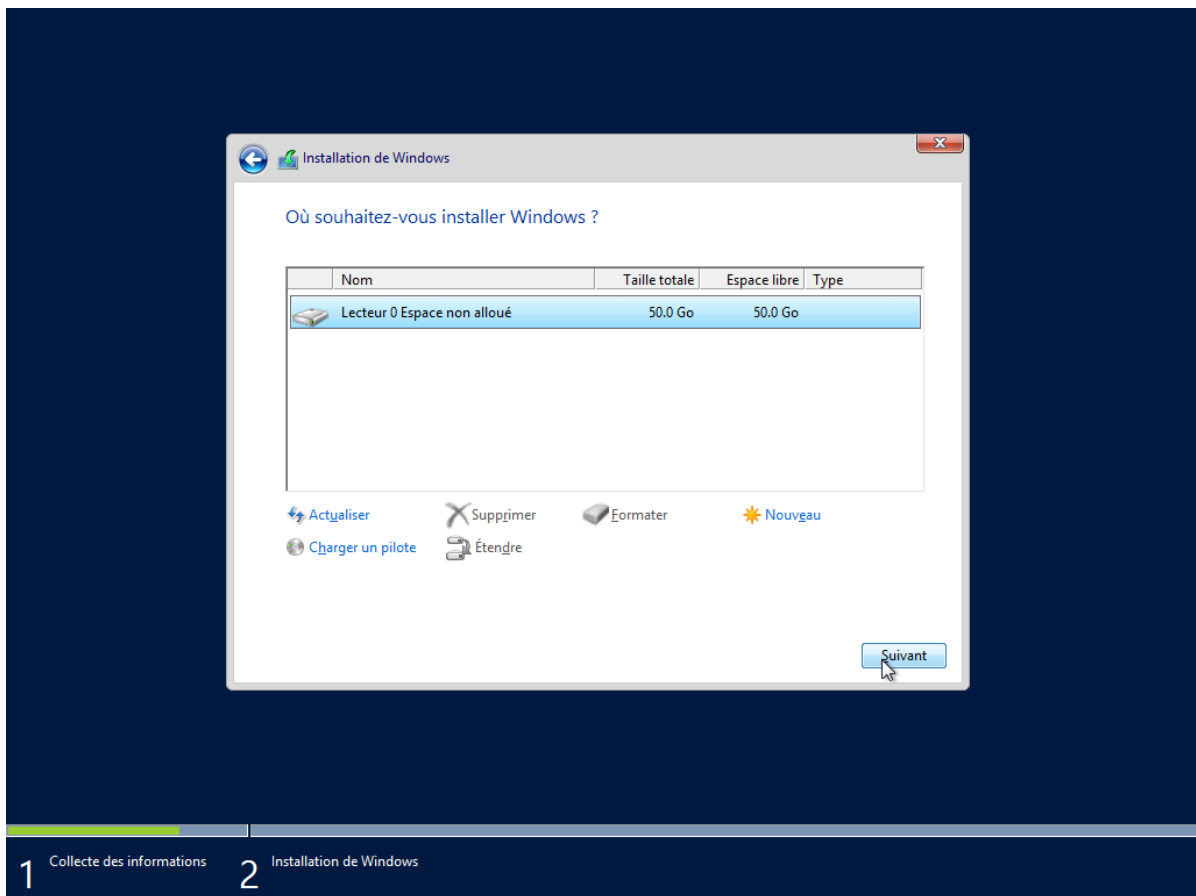 Installation de Windows
Où souhaitez-vous installer Windows ?
Nom Taille totale Espace libre Type
Lecteur 0 Espace non alloué 50.0 Go 50.0 Go
Actualiser Supprimer Formater Nouveau
Charger un pilote Étendre
Suivant
1 Collecte des informations 2 Installation de Windows